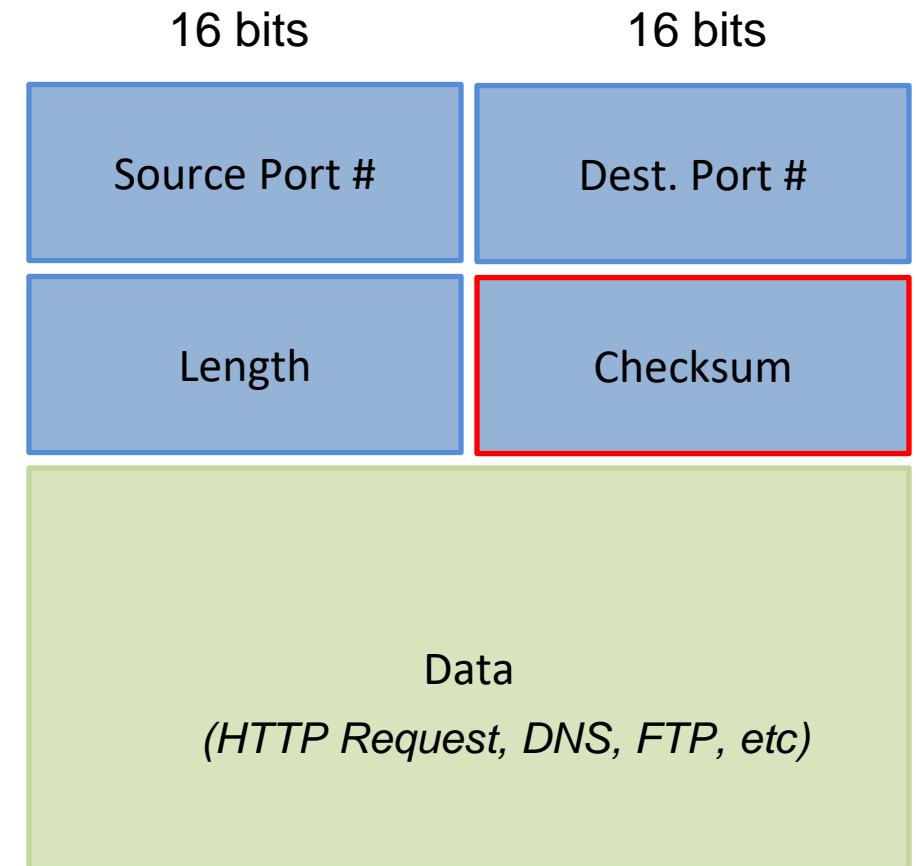 16 bits 16 bits
Source Port # Dest. Port #
Length Checksum
Data
(HTTP Request, DNS, FTP, etc)